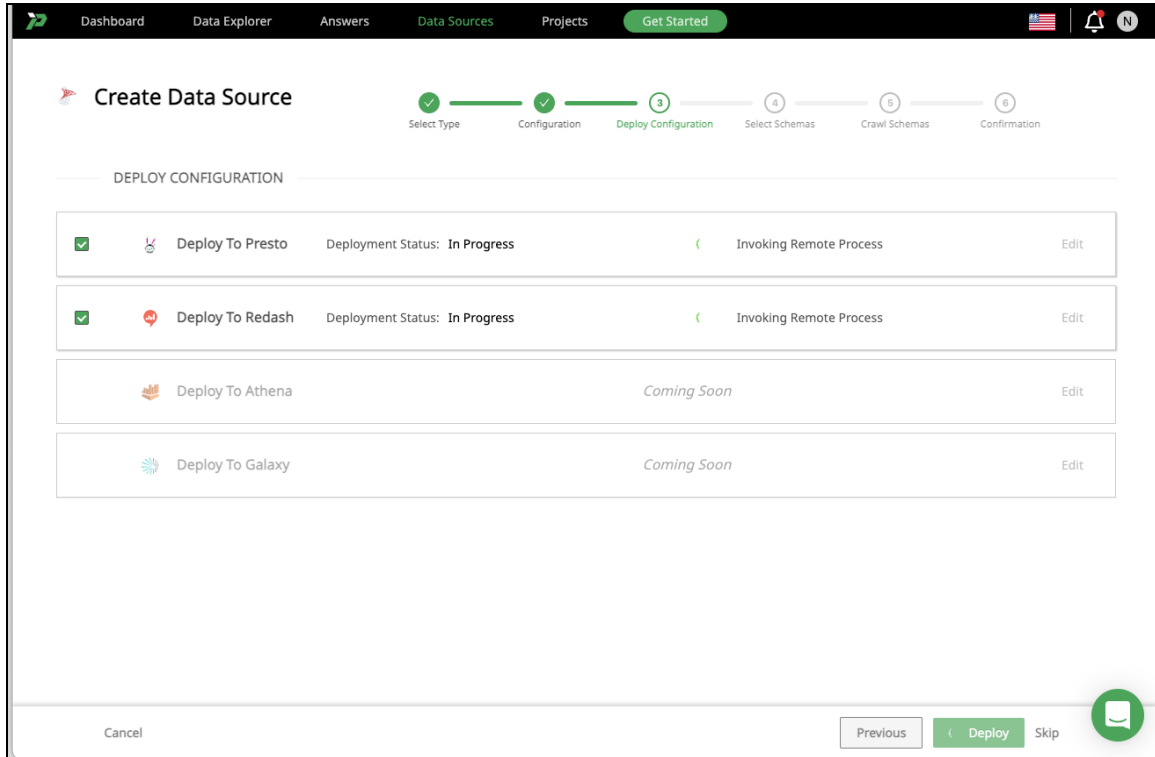 Dashboard Data Explorer Answers Data Sources Projects Get Started N
Create Data Source
3 4 5 6
Select Type Configuration Deploy Configuration Select Schemas Crawl Schemas Confirmation
DEPLOY CONFIGURATION
Deploy To Presto Deployment Status: In Progress Invoking Remote Process Edit
Deploy To Redash Deployment Status: In Progress Invoking Remote Process Edit
Deploy To Athena Coming Soon Edit
Deploy To Galaxy Coming Soon Edit
Cancel Previous Deploy Skip